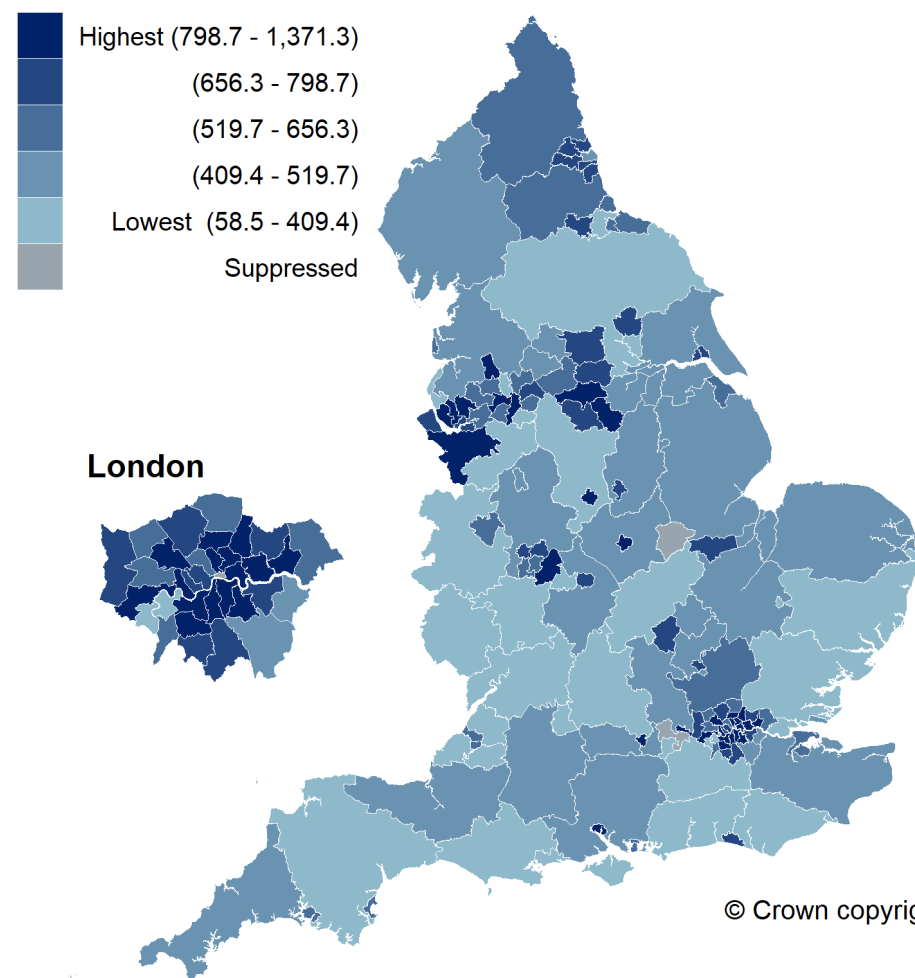 Highest (798.7 - 1,371.3)
(656.3 - 798.7)
(519.7 - 656.3)
(409.4 - 519.7)
Lowest (58.5 - 409.4)
Suppressed
London
© Crown copyrig